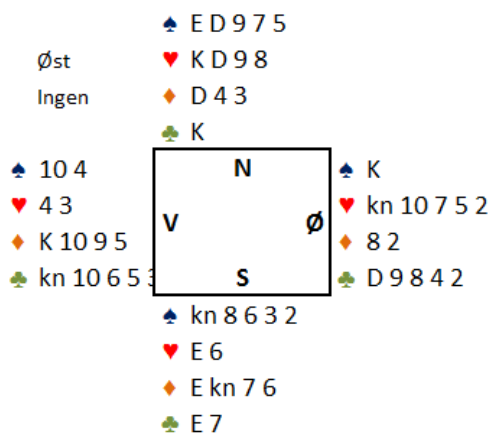 ♠ E D 9 7 5
Øst ♥ K D 9 8
Ingen ♦ D 4 3
♣ K
♠ 10 4 N ♠ K
♥ 4 3 ♥ kn 10 7 5 2
V Ø
♦ K 10 9 5 ♦ 8 2
♣ kn 10 6 5 3 S ♣ D 9 8 4 2
♠ kn 8 6 3 2
♥ E 6
♦ E kn 7 6
♣ E 7